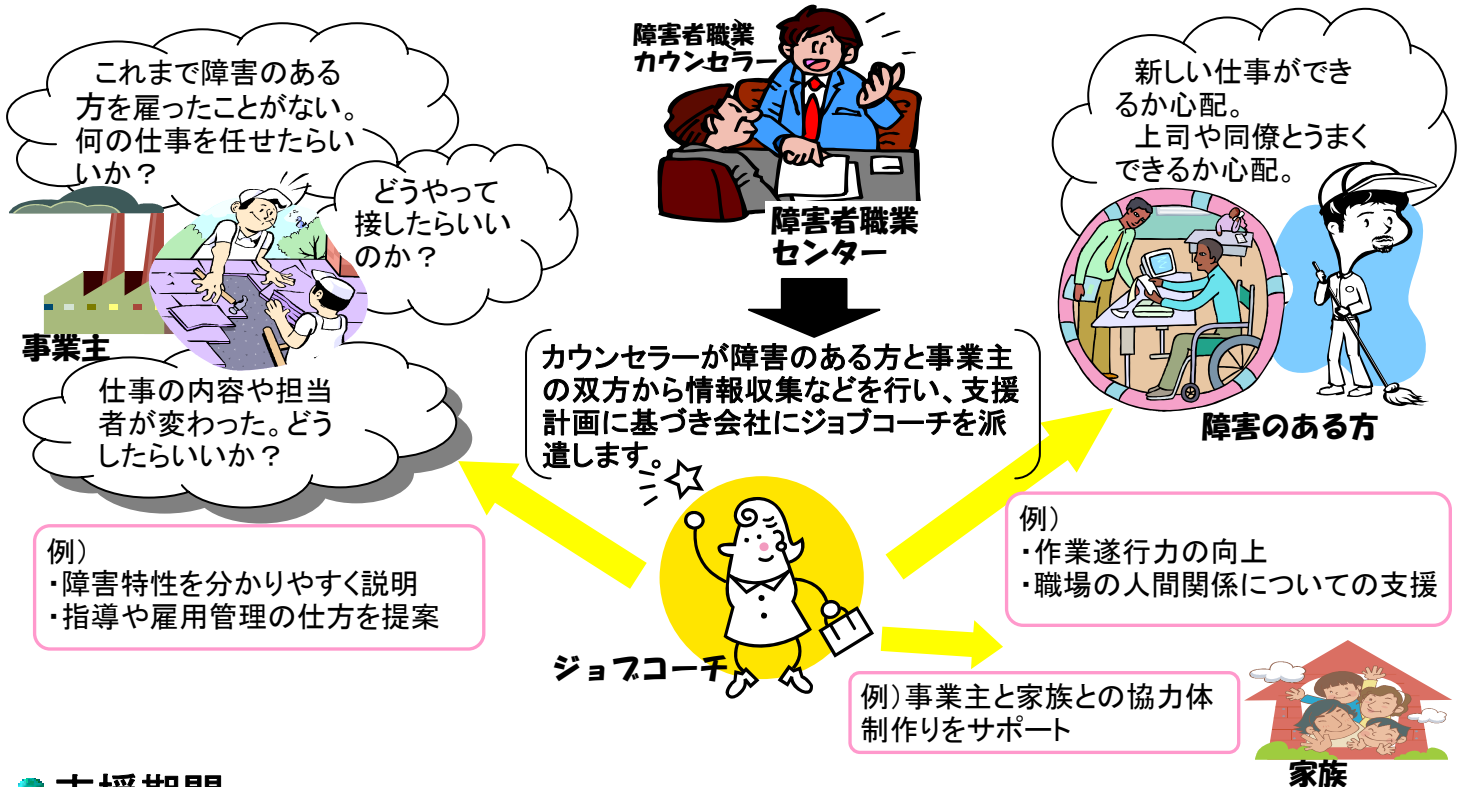 これまで障害のある
方を雇ったことがない。
何の仕事を任せたらい
いか？
どうやって
接したらいい
のか？
事業主
仕事の内容や担当
者が変わった。どう
したらいいか？
障害者職業
カウンセラー
障害者職業
センター
カウンセラーが障害のある方と事業主
の双方から情報収集などを行い、支援
計画に基づき会社にジョブコーチを派
遣します。
新しい仕事ができ
るか心配。
上司や同僚とうまく
できるか心配。
障害のある方
例）
・障害特性を分かりやすく説明
・指導や雇用管理の仕方を提案
ジョブコーチ
例）
・作業遂行力の向上
・職場の人間関係についての支援
例）事業主と家族との協力体
制作りをサポート
家族
支援期間